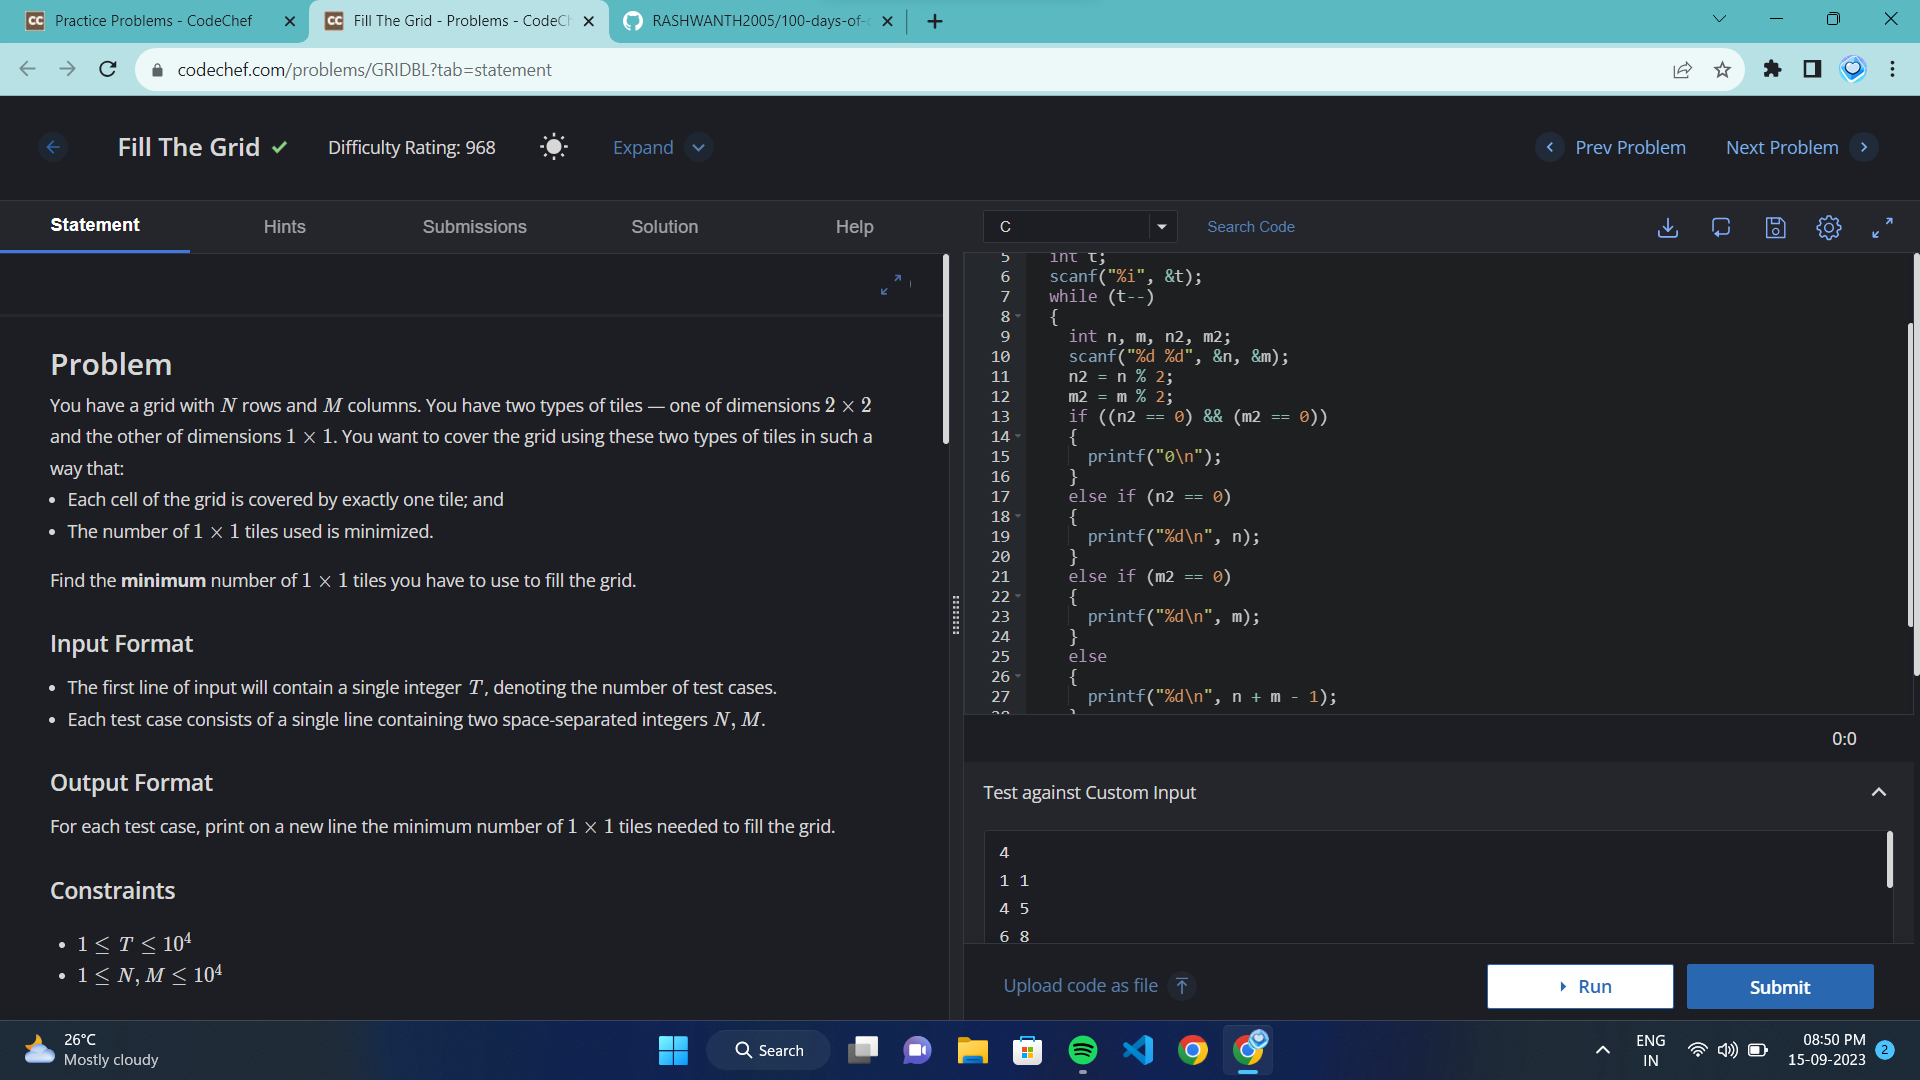 Practice Problems - CodeChef
Fill The Grid - Problems - CodeCh
RASHWANTH2005/100-days-of-c
codechef.com/problems/GRIDBL?tab=statement
Fill The Grid
Difficulty Rating: 968
Expand
Prev Problem
Next Problem
Statement
Hints
Submissions
Solution
Help
C
Search Code
Problem
You have a grid with N rows and M columns. You have two types of tiles — one of dimensions 2 × 2
and the other of dimensions 1 × 1. You want to cover the grid using these two types of tiles in such a
way that:
• Each cell of the grid is covered by exactly one tile; and
• The number of 1 × 1 tiles used is minimized.
Find the minimum number of 1 × 1 tiles you have to use to fill the grid.
Input Format
• The first line of input will contain a single integer T, denoting the number of test cases.
• Each test case consists of a single line containing two space-separated integers N, M.
Output Format
For each test case, print on a new line the minimum number of 1 × 1 tiles needed to fill the grid.
Constraints
• 1 ≤ T ≤ 10^4
• 1 ≤ N, M ≤ 10^4
5 int t;
6 scanf("%i", &t);
7 while (t--)
8 {
9 int n, m, n2, m2;
10 scanf("%d %d", &n, &m);
11 n2 = n % 2;
12 m2 = m % 2;
13 if ((n2 == 0) && (m2 == 0))
14 {
15 printf("0\n");
16 }
17 else if (n2 == 0)
18 {
19 printf("%d\n", n);
20 }
21 else if (m2 == 0)
22 {
23 printf("%d\n", m);
24 }
25 else
26 {
27 printf("%d\n", n + m - 1);
28 }
0:0
Test against Custom Input
4
1 1
4 5
6 8
Upload code as file
Run
Submit
26°C
Mostly cloudy
Search
ENG
IN
08:50 PM
15-09-2023
2